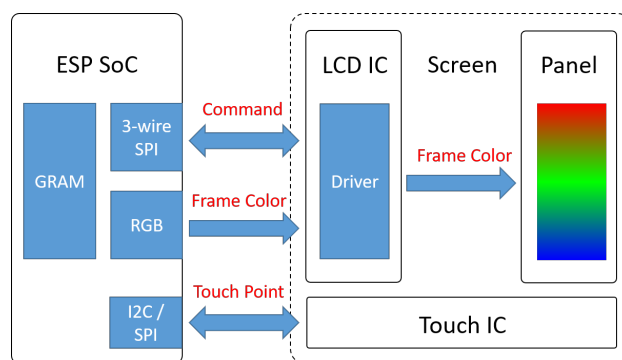 ESP SoC
GRAM
3-wire
SPI
RGB
I2C /
SPI
Command
Frame Color
Touch Point
LCD IC
Driver
Screen
Frame Color
Panel
Touch IC